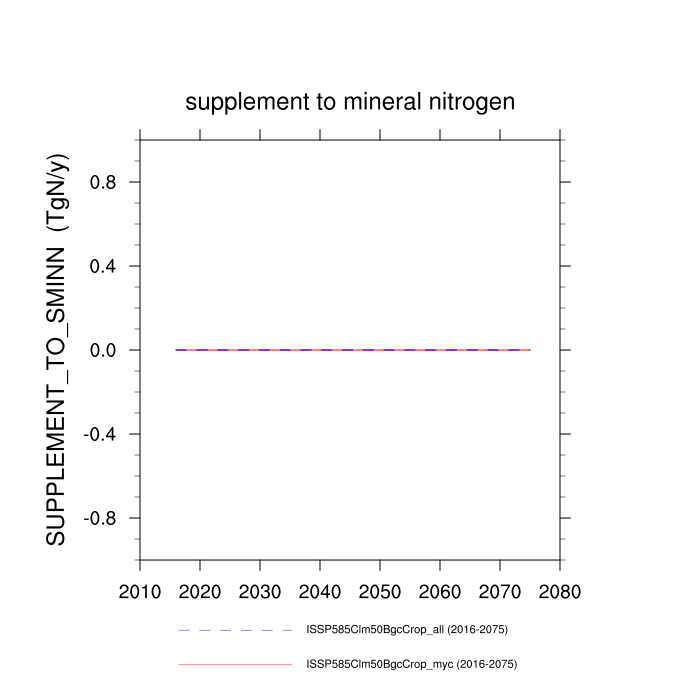 supplement to mineral nitrogen
SUPPLEMENT_TO_SMINN (TgN/y)
0.8
0.4
0.0
-0.4
-0.8
2010 2020 2030 2040 2050 2060 2070 2080
ISSP585Clm50BgcCrop_all (2016-2075)
ISSP585Clm50BgcCrop_myc (2016-2075)